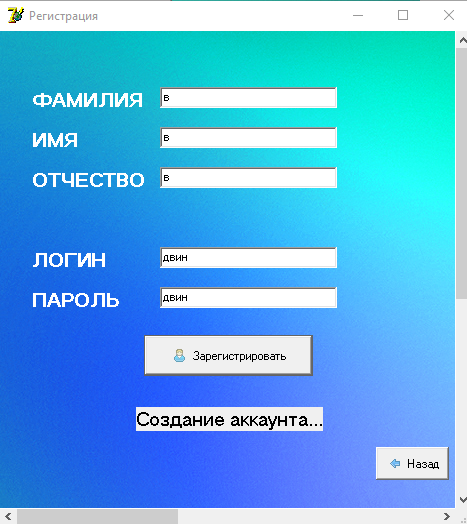 Регистрация
ФАМИЛИЯ в
ИМЯ в
ОТЧЕСТВО в
ЛОГИН двин
ПАРОЛЬ двин
Зарегистрировать
Создание аккаунта...
Назад